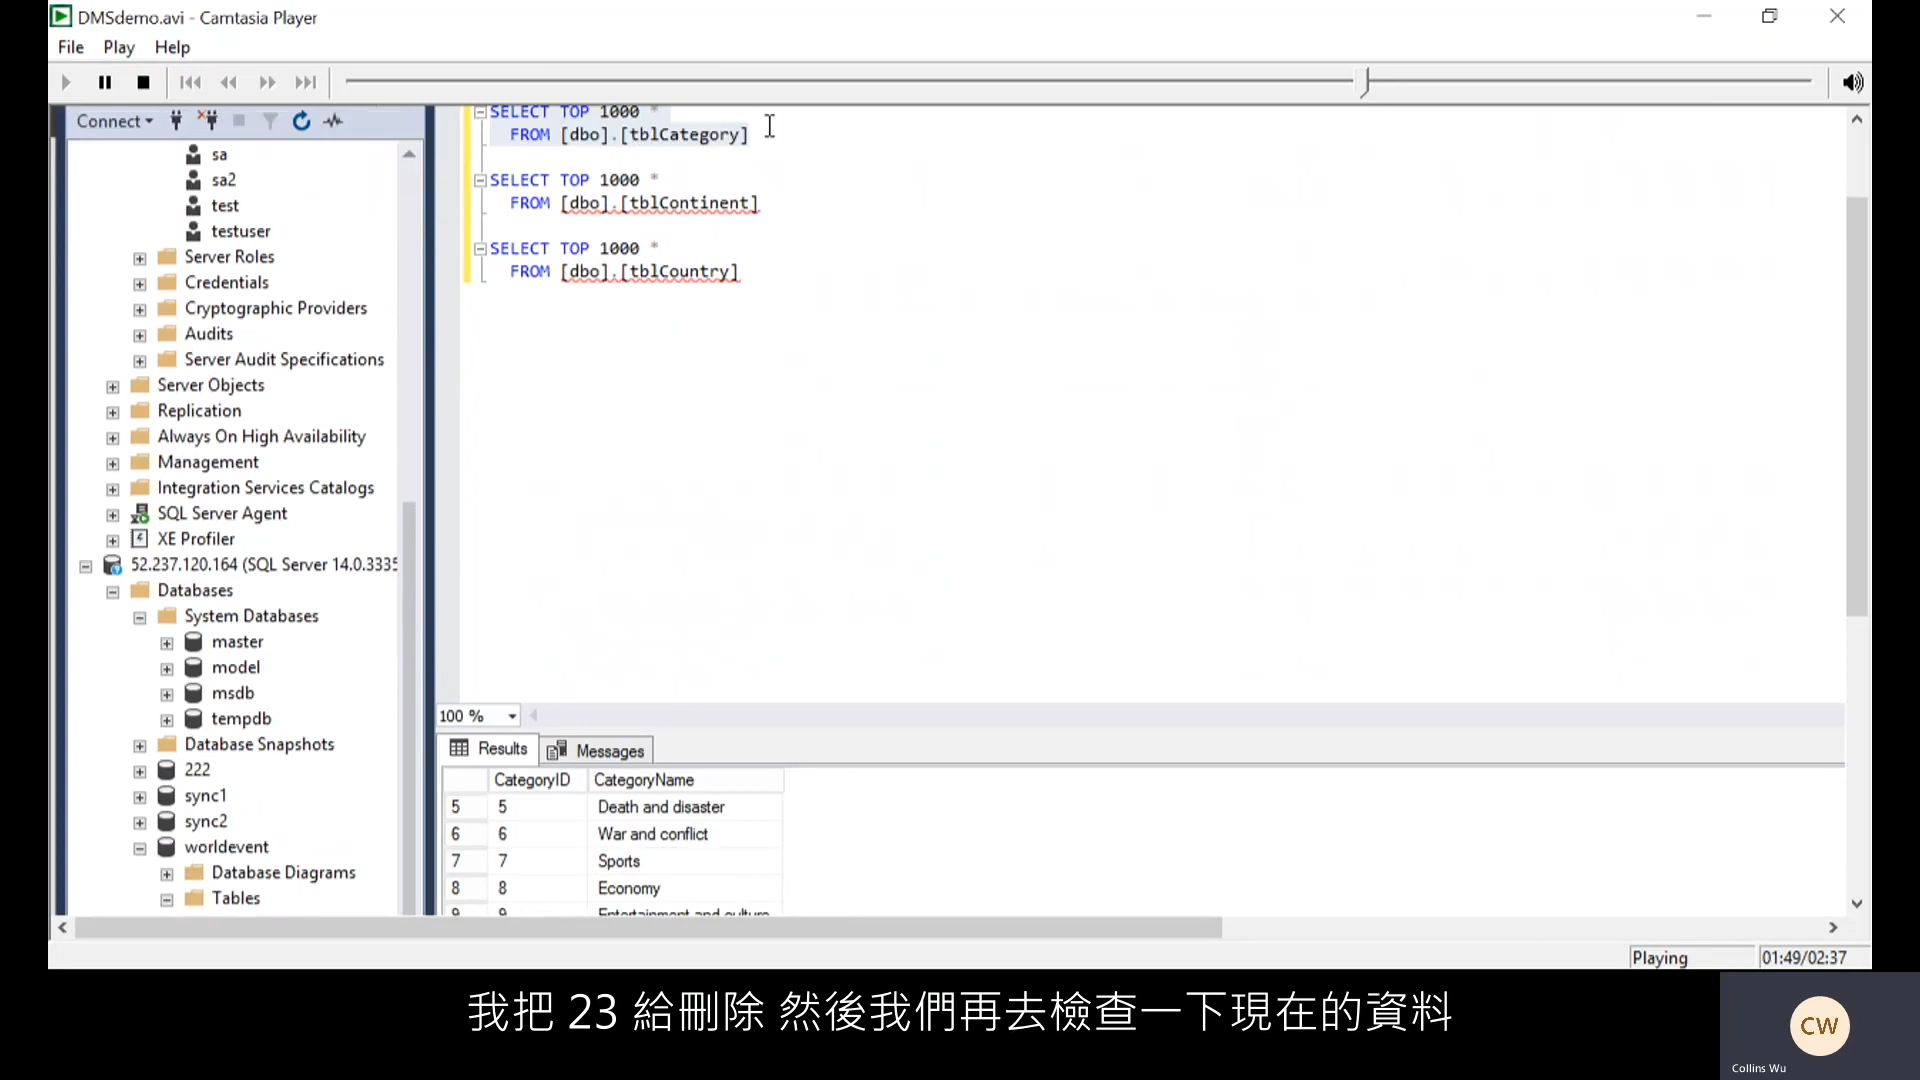 DMSdemo.avi - Camtasia Player
File Play Help
Connect
sa
sa2
test
testuser
Server Roles
Credentials
Cryptographic Providers
Audits
Server Audit Specifications
Server Objects
Replication
Always On High Availability
Management
Integration Services Catalogs
SQL Server Agent
XE Profiler
52.237.120.164 (SQL Server 14.0.3335
Databases
System Databases
master
model
msdb
tempdb
Database Snapshots
222
sync1
sync2
worldevent
Database Diagrams
Tables
SELECT TOP 1000 *
FROM [dbo].[tblCategory]
SELECT TOP 1000 *
FROM [dbo].[tblContinent]
SELECT TOP 1000 *
FROM [dbo].[tblCountry]
100 %
Results Messages
CategoryID CategoryName
5 5 Death and disaster
6 6 War and conflict
7 7 Sports
8 8 Economy
9 9 Entertainment and culture
Playing 01:49/02:37
我把 23 給刪除 然後我們再去檢查一下現在的資料
CW
Collins Wu